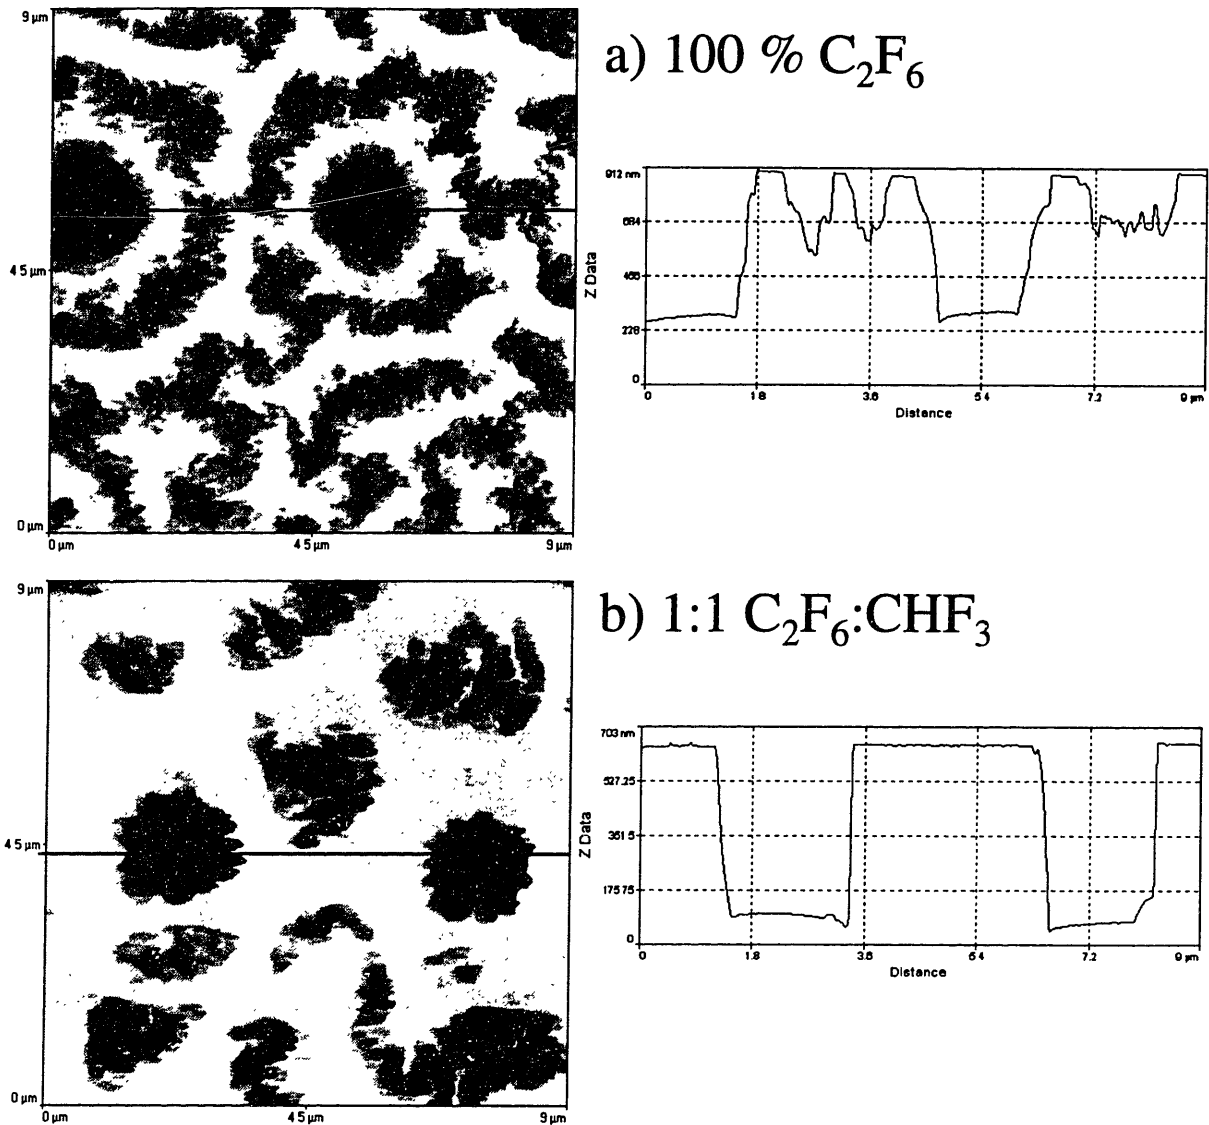 9 µm
4 5 µm
0 µm
0 µm
4 5 µm
9 µm
a) 100 % C₂F₆
912 nm
684
456
228
0
Z Data
0
1.8
3.6
5 4
7.2
9 µm
Distance
9 µm
4 5 µm
0 µm
0 µm
4 5 µm
9 µm
b) 1:1 C₂F₆:CHF₃
703 nm
527.25
351 5
175 75
0
Z Data
0
1.8
3.6
5 4
7.2
9 µm
Distance